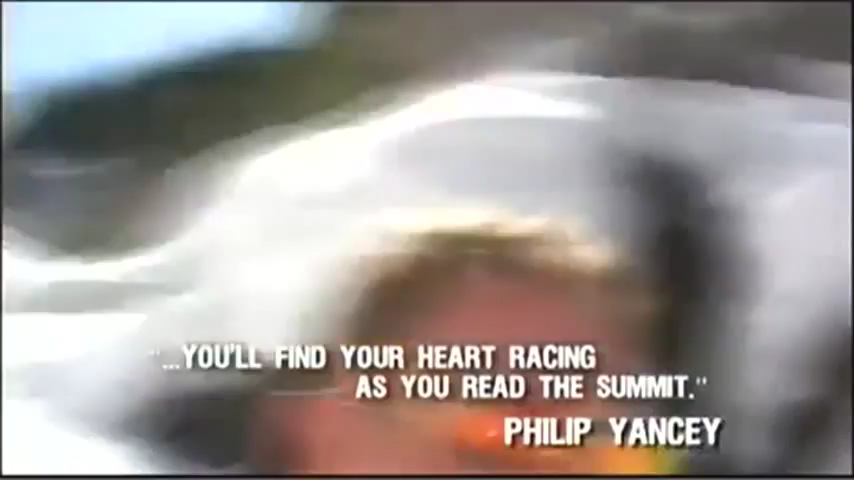 "...YOU'LL FIND YOUR HEART RACING
AS YOU READ THE SUMMIT."
PHILIP YANCEY